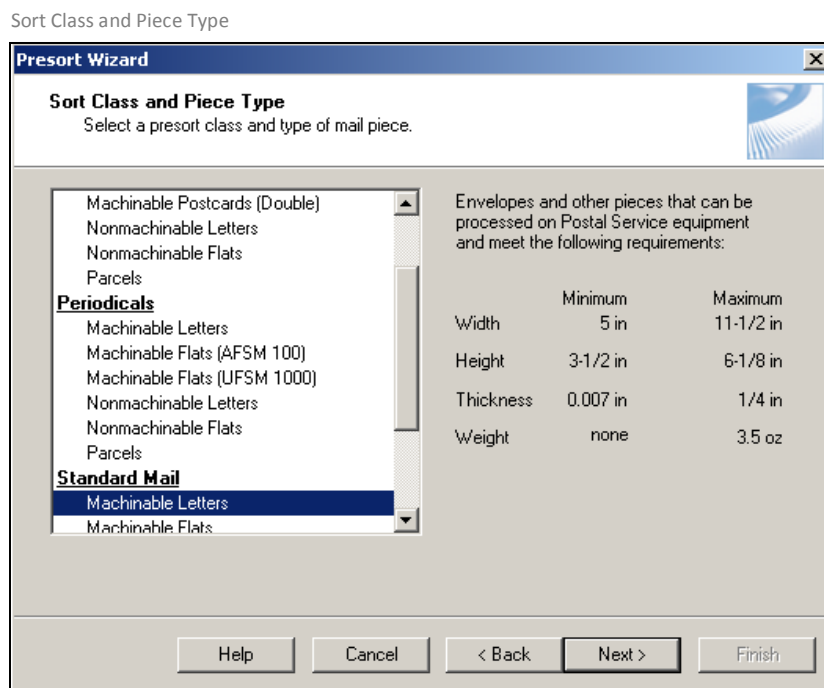 Sort Class and Piece Type
Presort Wizard
Sort Class and Piece Type
Select a presort class and type of mail piece.
Machinable Postcards (Double)
Nonmachinable Letters
Nonmachinable Flats
Parcels
Periodicals
Machinable Letters
Machinable Flats (AFSM 100)
Machinable Flats (UFSM 1000)
Nonmachinable Letters
Nonmachinable Flats
Parcels
Standard Mail
Machinable Letters
Machinable Flats
Envelopes and other pieces that can be
processed on Postal Service equipment
and meet the following requirements:
Minimum Maximum
Width 5 in 11-1/2 in
Height 3-1/2 in 6-1/8 in
Thickness 0.007 in 1/4 in
Weight none 3.5 oz
Help Cancel < Back Next > Finish